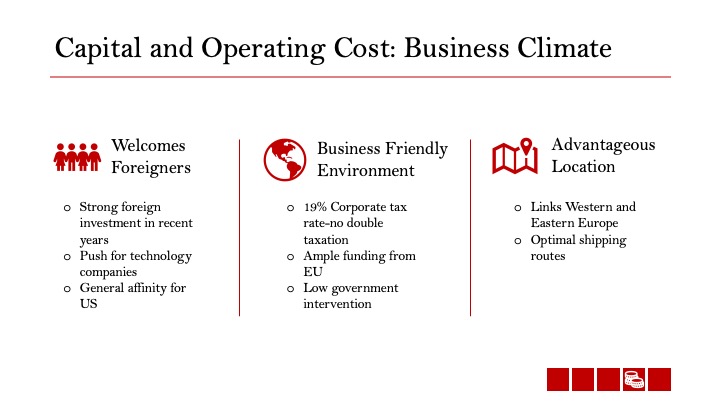 Capital and Operating Cost: Business Climate
Welcomes
Foreigners
o Strong foreign
investment in recent
years
o Push for technology
companies
o General affinity for
US
Business Friendly
Environment
o 19% Corporate tax
rate-no double
taxation
o Ample funding from
EU
o Low government
intervention
Advantageous
Location
o Links Western and
Eastern Europe
o Optimal shipping
routes